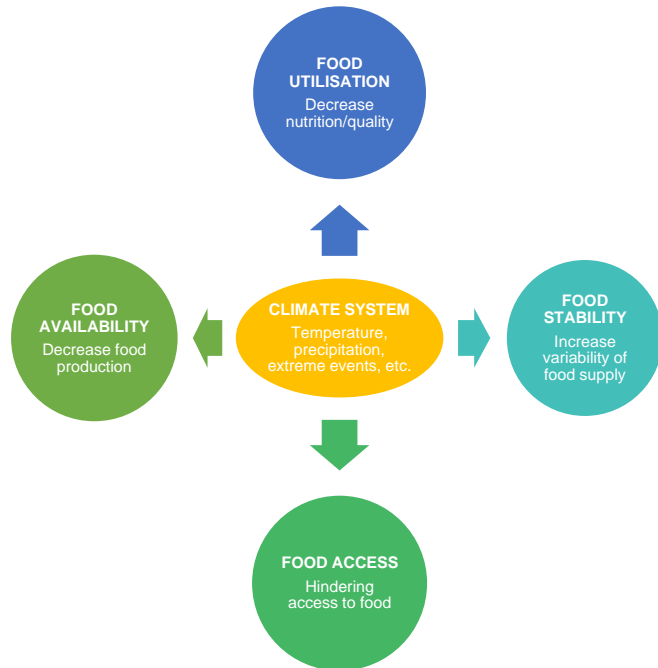 FOOD
UTILISATION
Decrease
nutrition/quality
FOOD
AVAILABILITY
Decrease food
production
CLIMATE SYSTEM
Temperature,
precipitation,
extreme events, etc.
FOOD
STABILITY
Increase
variability of
food supply
FOOD ACCESS
Hindering
access to food